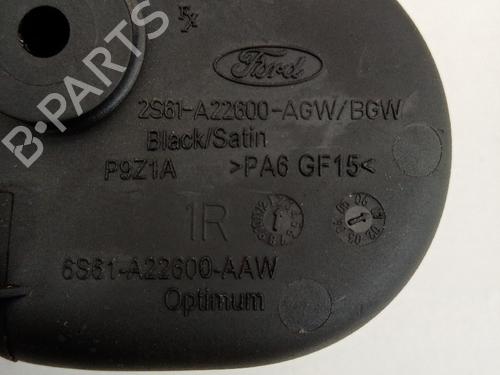 Ford
2S61-A22600-AGW/BGW
Black/Satin
P9Z1A >PA6 GF15<
1R
6S61-A22600-AAW
Optimum
B-PARTS